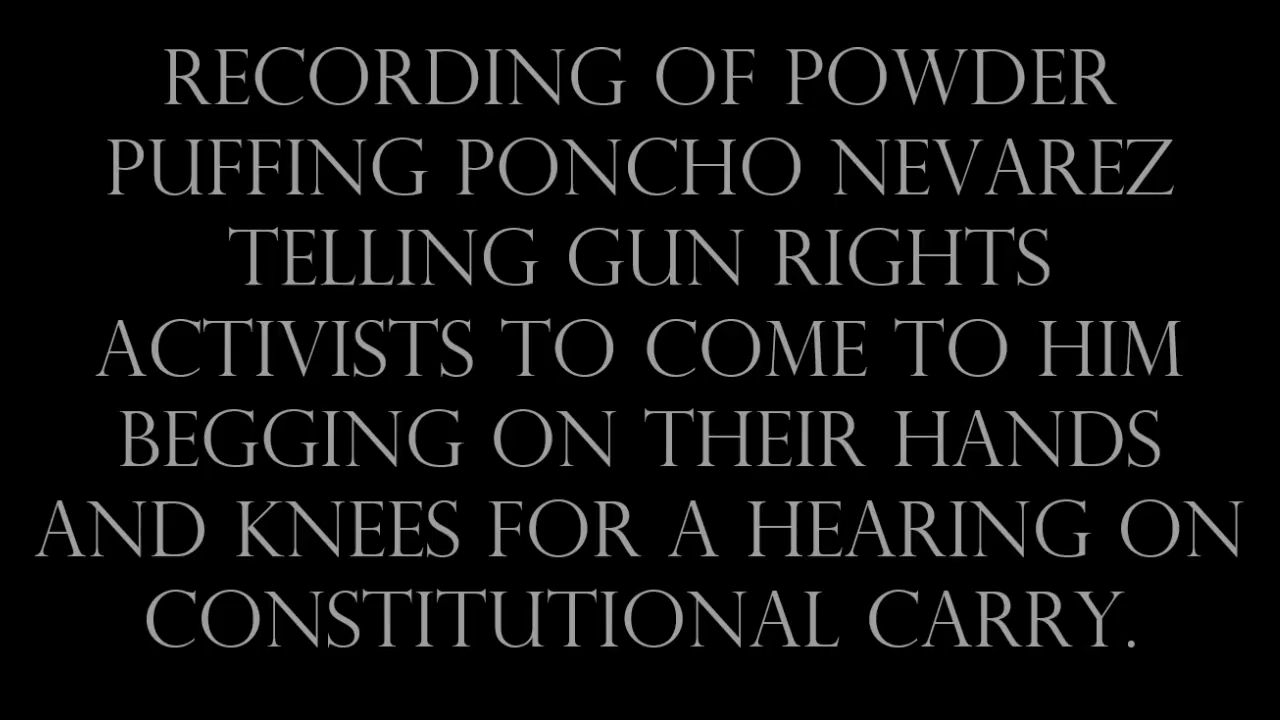 RECORDING OF POWDER
PUFFING PONCHO NEVAREZ
TELLING GUN RIGHTS
ACTIVISTS TO COME TO HIM
BEGGING ON THEIR HANDS
AND KNEES FOR A HEARING ON
CONSTITUTIONAL CARRY.